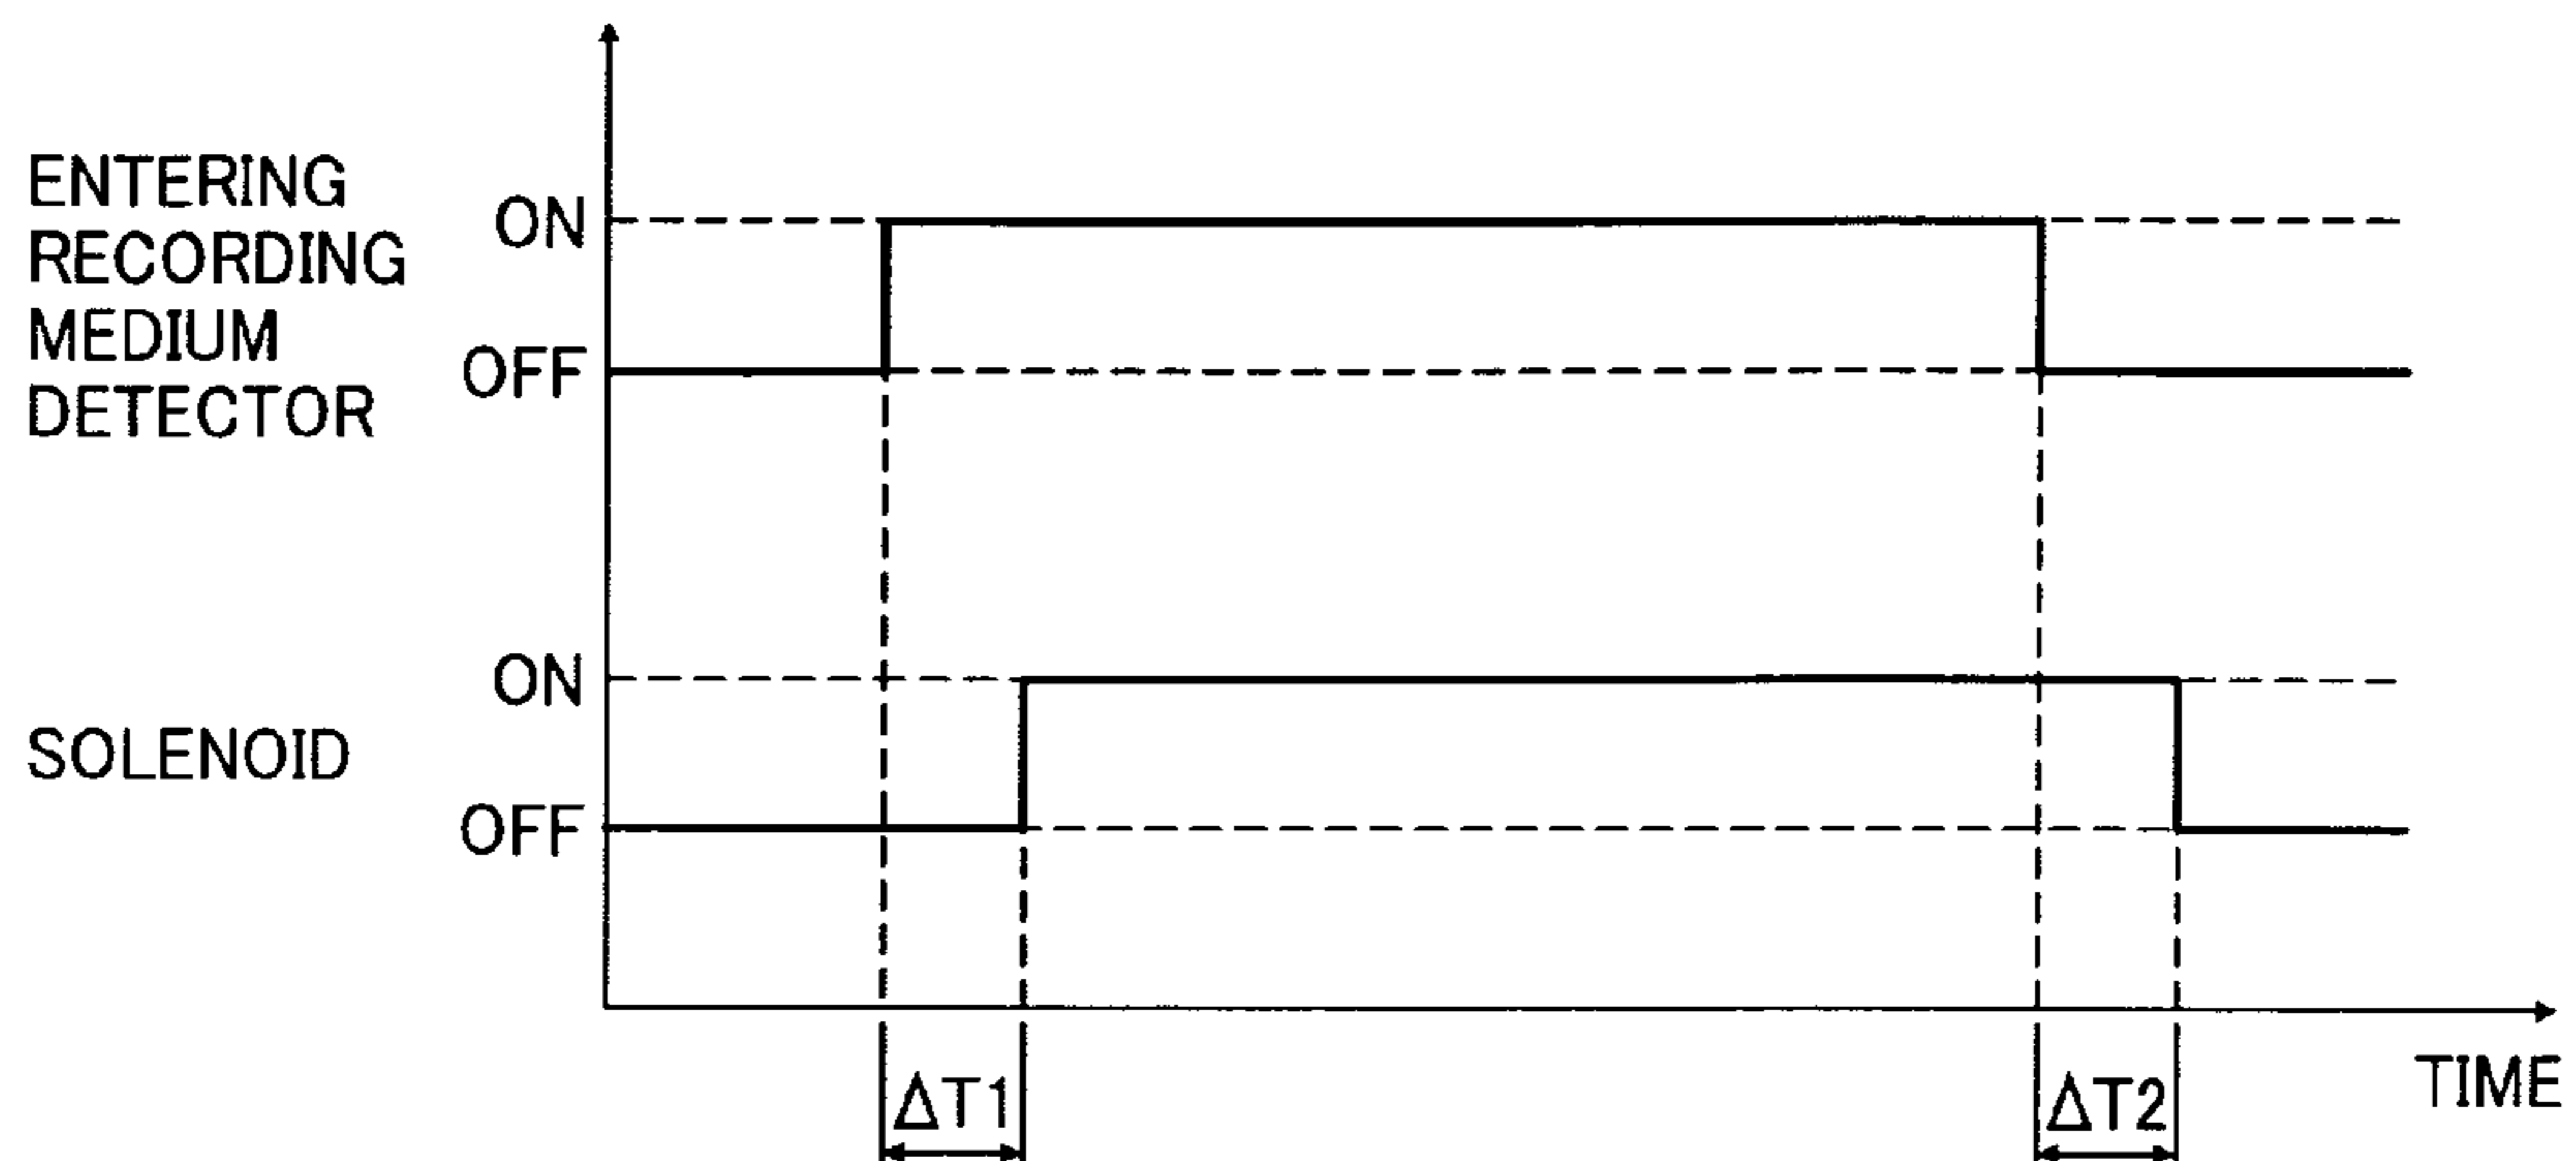 ENTERING
RECORDING
MEDIUM
DETECTOR
ON
OFF
SOLENOID
ON
OFF
TIME
ΔT1
ΔT2